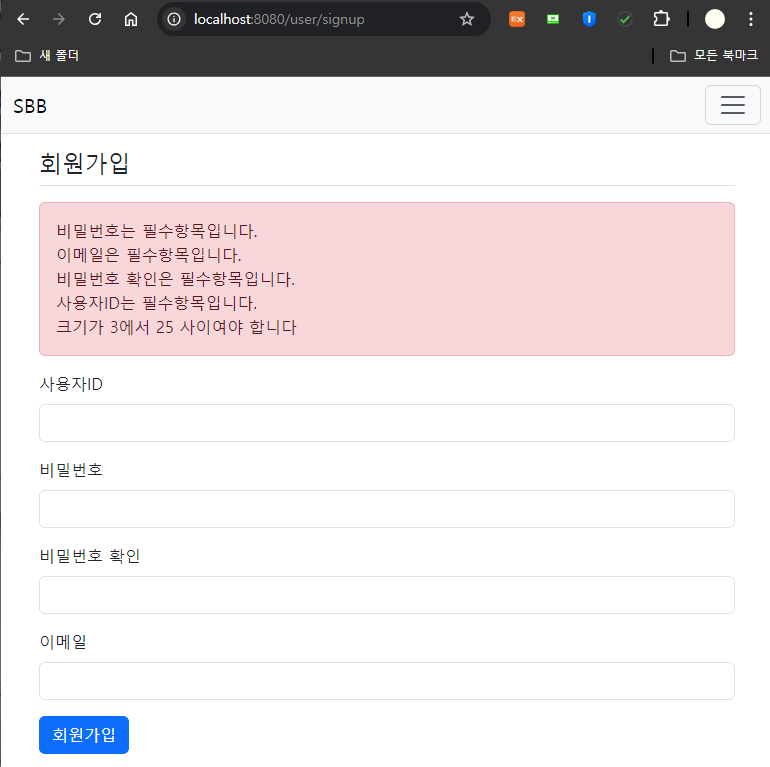 localhost:8080/user/signup
새 폴더
모든 북마크
SBB
회원가입
비밀번호는 필수항목입니다.
이메일은 필수항목입니다.
비밀번호 확인은 필수항목입니다.
사용자ID는 필수항목입니다.
크기가 3에서 25 사이여야 합니다
사용자ID
비밀번호
비밀번호 확인
이메일
회원가입